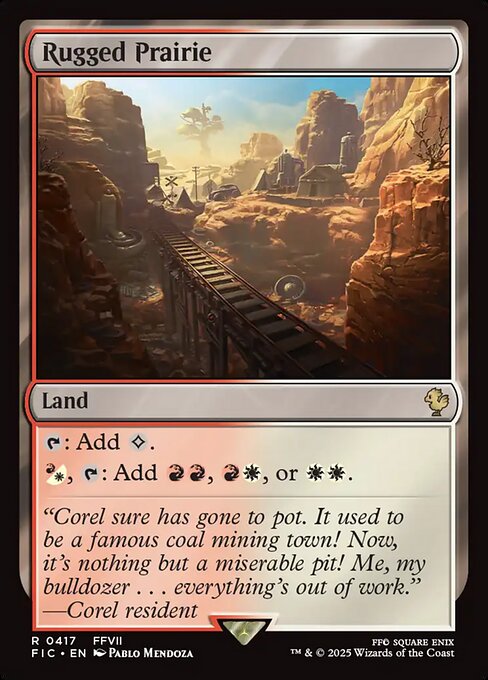 Rugged Prairie
Land
: Add .
, : Add , , or .
“Corel sure has gone to pot. It used to
be a famous coal mining town! Now,
it’s nothing but a miserable pit! Me, my
bulldozer . . . everything’s out of work.”
—Corel resident
R 0417 FFVII
FIC • EN Pablo Mendoza
FF© SQUARE ENIX
™ & © 2025 Wizards of the Coast